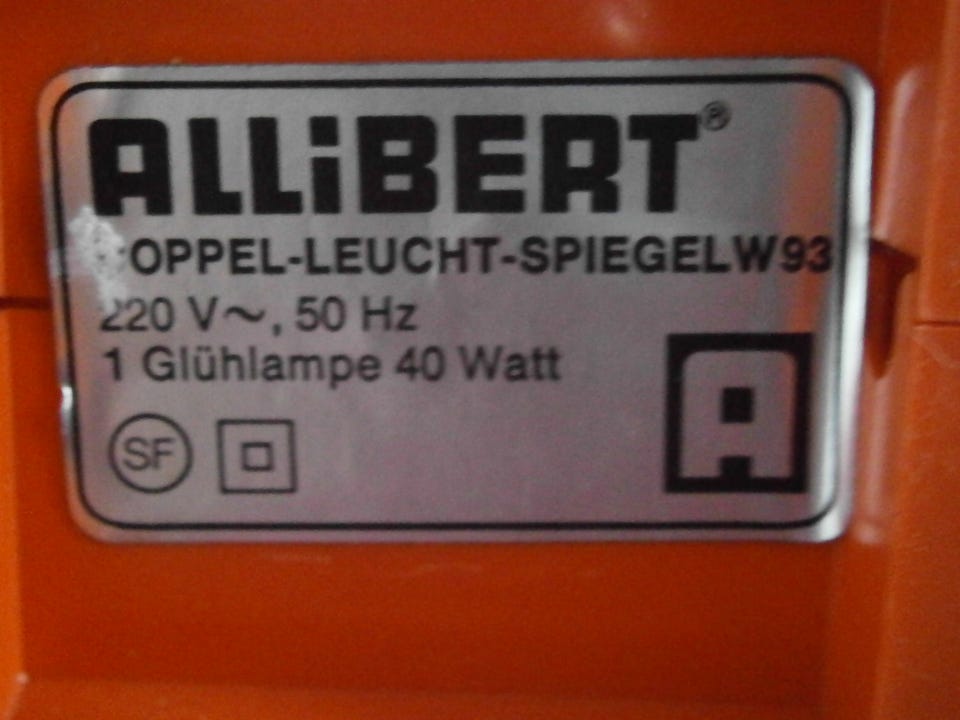 ALLiBERT®
OPPEL-LEUCHT-SPIEGELW93
220 V~, 50 Hz
1 Glühlampe 40 Watt
SF
A